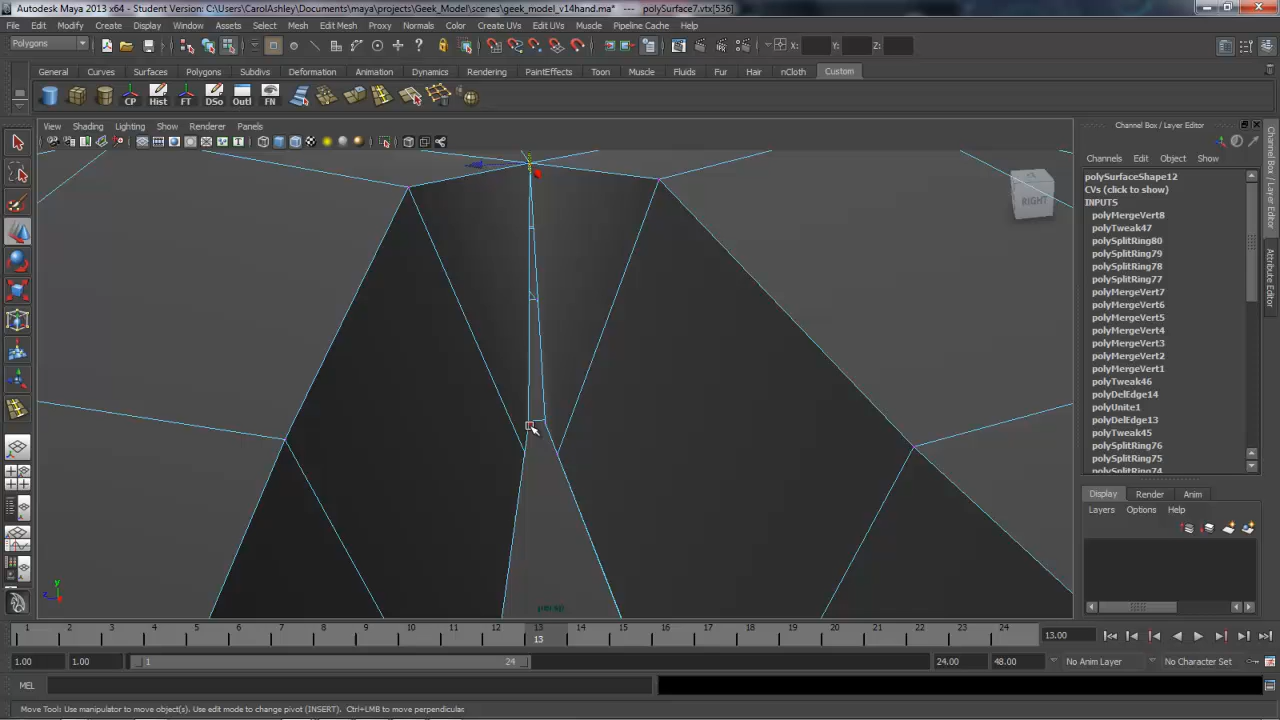 Autodesk Maya 2013 x64 - Student Version: C:\Users\CarolAshley\Documents\maya\projects\Geek_Model\scenes\geek_model_v14hand.ma* --- polySurface7.vtx[536]
File Edit Modify Create Display Window Assets Select Mesh Edit Mesh Proxy Normals Color Create UVs Edit UVs Muscle Pipeline Cache Help
Polygons X: Y: Z:
General Curves Surfaces Polygons Subdivs Deformation Animation Dynamics Rendering PaintEffects Toon Muscle Fluids Fur Hair nCloth Custom
CP Hist FT DSo Outl FN
View Shading Lighting Show Renderer Panels
Channel Box / Layer Editor
Channels Edit Object Show
polySurfaceShape12
CVs (click to show)
INPUTS
polyMergeVert8
polyTweak47
polySplitRing80
polySplitRing79
polySplitRing78
polySplitRing77
polyMergeVert7
polyMergeVert6
polyMergeVert5
polyMergeVert4
polyMergeVert3
polyMergeVert2
polyMergeVert1
polyTweak46
polyDelEdge14
polyUnite1
polyDelEdge13
polyTweak45
polySplitRing76
polySplitRing75
polySplitRing74
Channel Box / Layer Editor
Attribute Editor
RIGHT
Display Render Anim
Layers Options Help
y
z
persp
1 2 3 4 5 6 7 8 9 10 11 12 13 14 15 16 17 18 19 20 21 22 23 24
13
13.00
1.00 1.00 1 24 24.00 48.00 No Anim Layer No Character Set
MEL
Move Tool: Use manipulator to move object(s). Use edit mode to change pivot (INSERT). Ctrl+LMB to move perpendicular